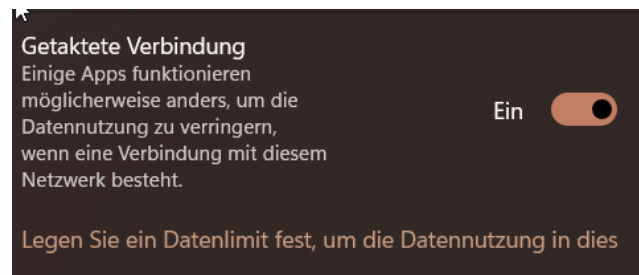 Getaktete Verbindung
Einige Apps funktionieren
möglicherweise anders, um die
Datennutzung zu verringern,
wenn eine Verbindung mit diesem
Netzwerk besteht.
Ein
Legen Sie ein Datenlimit fest, um die Datennutzung in dies